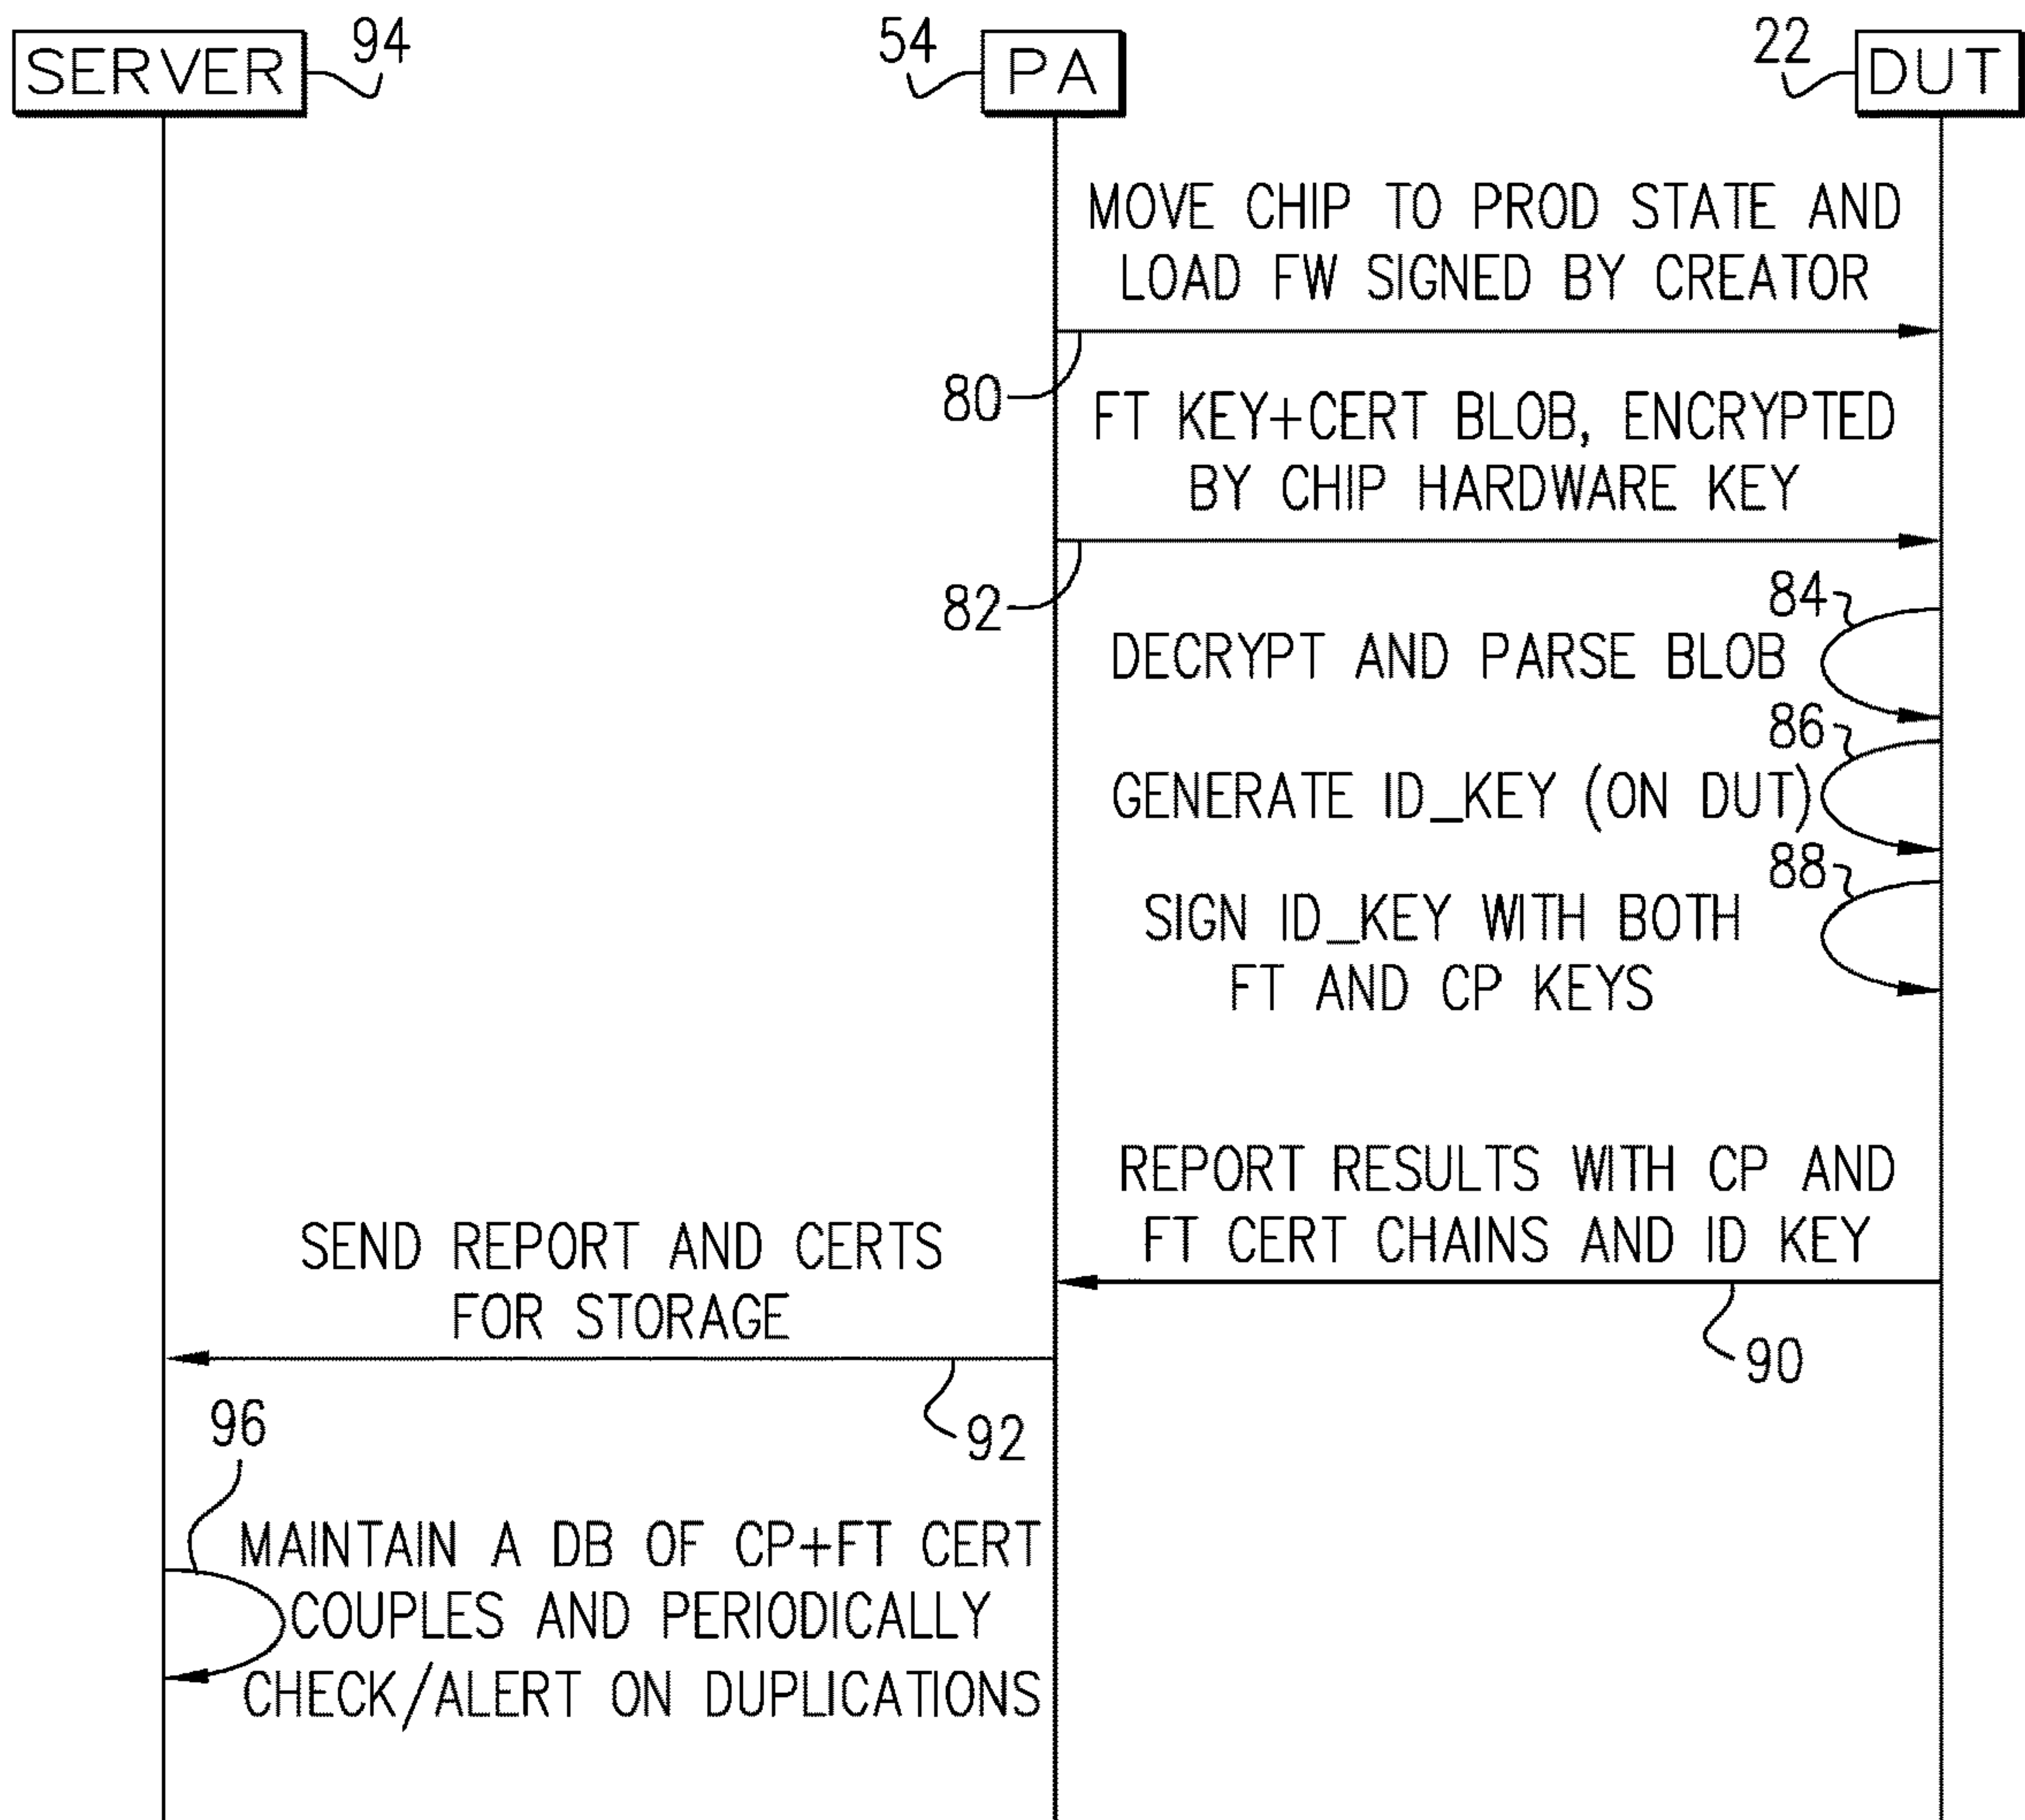 SERVER 94
54 PA
22 DUT
MOVE CHIP TO PROD STATE AND
LOAD FW SIGNED BY CREATOR
80
FT KEY+CERT BLOB, ENCRYPTED
BY CHIP HARDWARE KEY
82
84
DECRYPT AND PARSE BLOB
86
GENERATE ID_KEY (ON DUT)
88
SIGN ID_KEY WITH BOTH
FT AND CP KEYS
REPORT RESULTS WITH CP AND
FT CERT CHAINS AND ID KEY
90
SEND REPORT AND CERTS
FOR STORAGE
92
96
MAINTAIN A DB OF CP+FT CERT
COUPLES AND PERIODICALLY
CHECK/ALERT ON DUPLICATIONS